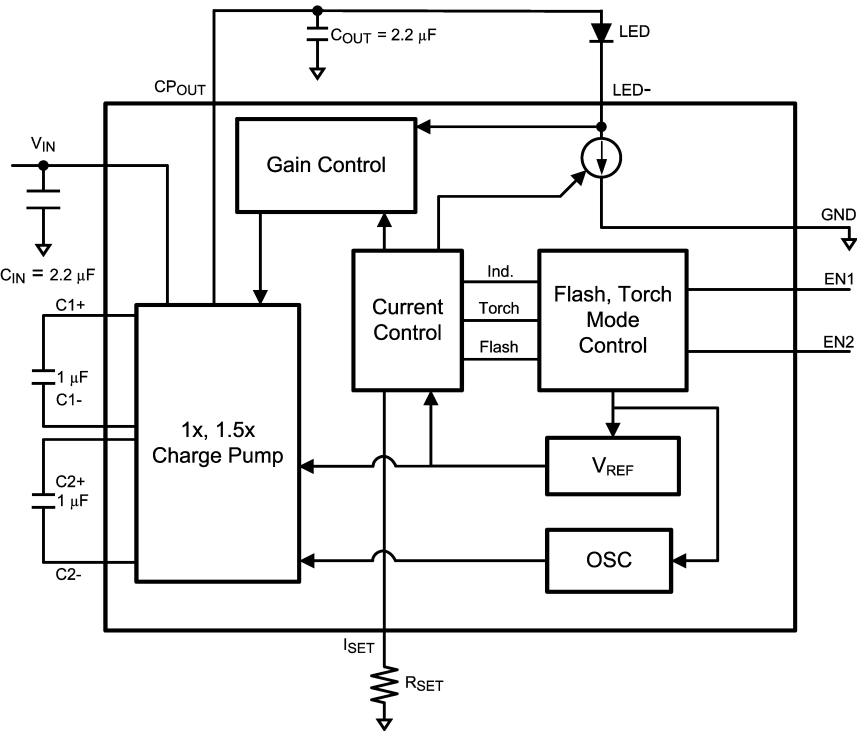 C_OUT = 2.2 μF
LED
CP_OUT
LED-
V_IN
Gain Control
GND
C_IN = 2.2 μF
Ind.
EN1
C1+
Current
Control
Torch
Flash, Torch
Mode
Control
Flash
EN2
1 μF
C1-
1x, 1.5x
Charge Pump
V_REF
C2+
1 μF
OSC
C2-
I_SET
R_SET